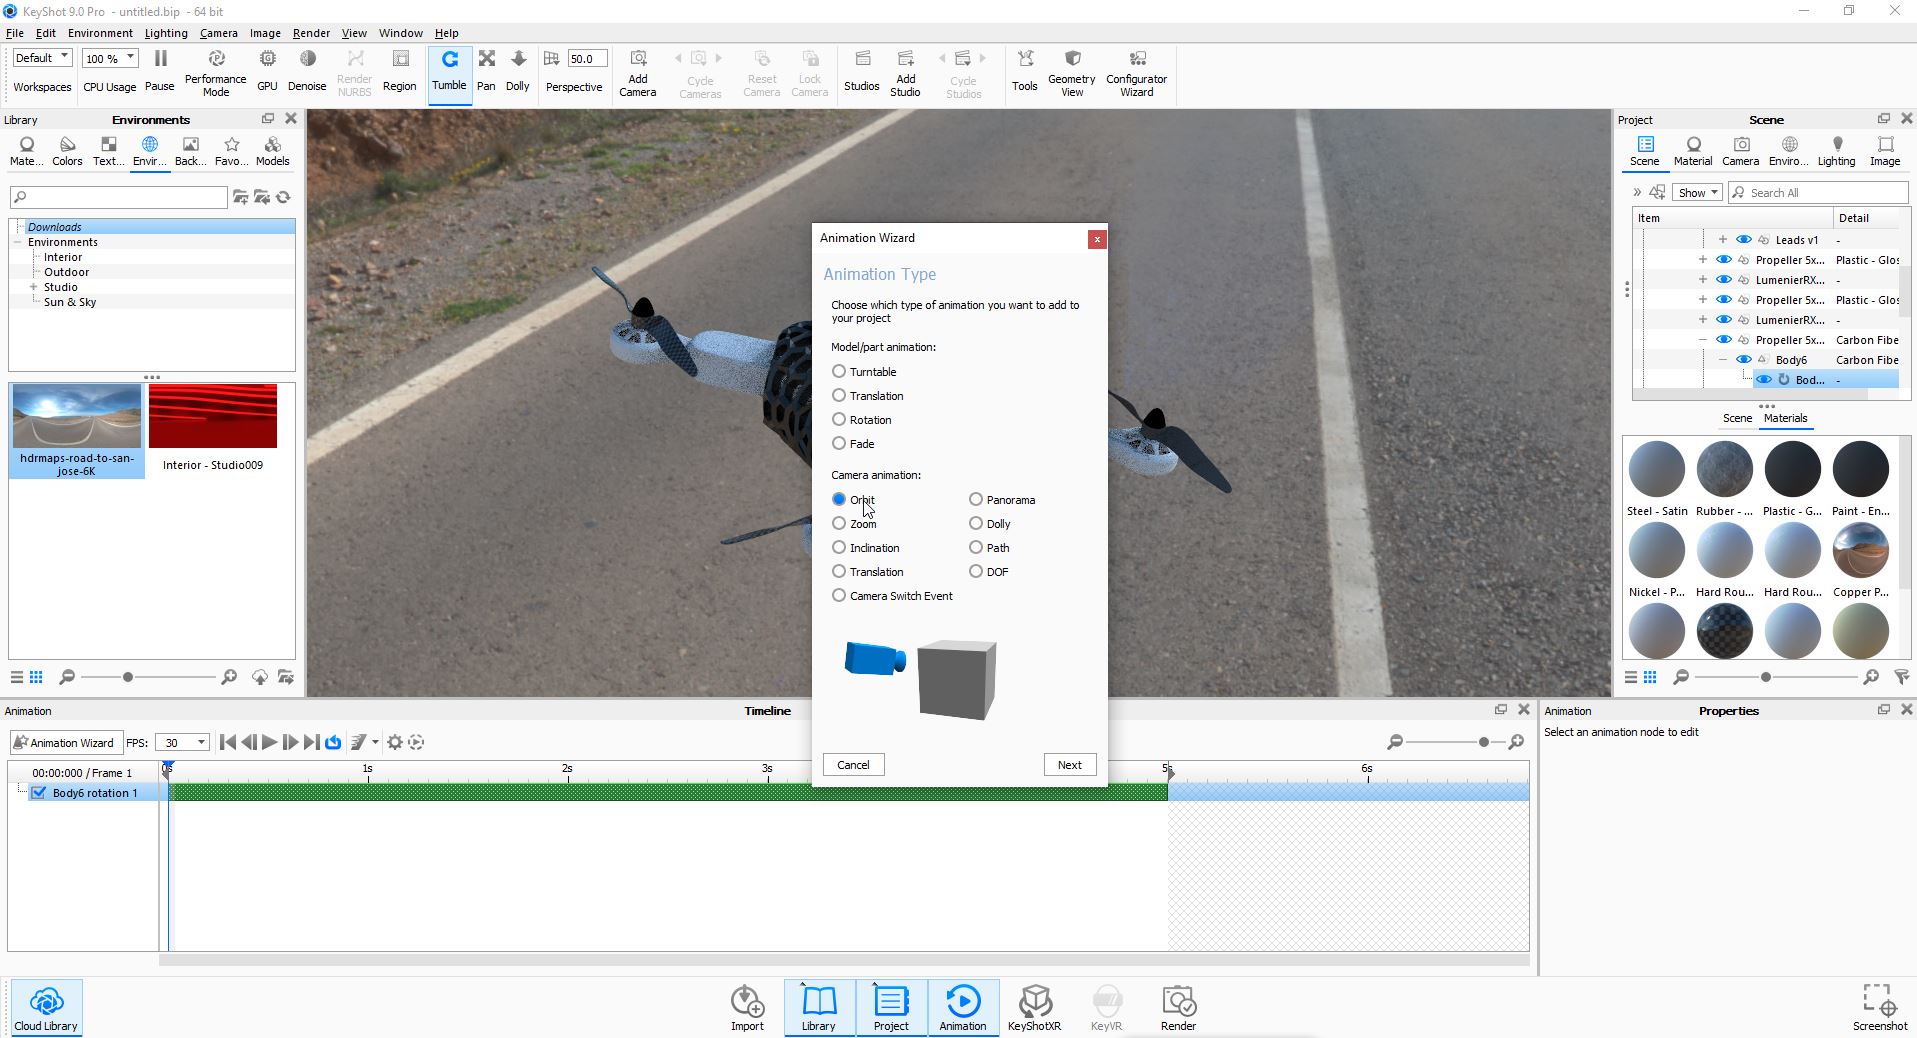 KeyShot 9.0 Pro - untitled.bip - 64 bit
File Edit Environment Lighting Camera Image Render View Window Help
Default
100 %
50.0
Workspaces
CPU Usage
Pause
Performance
Mode
GPU
Denoise
Render
NURBS
Region
Tumble
Pan
Dolly
Perspective
Add
Camera
Cycle
Cameras
Reset
Camera
Lock
Camera
Studios
Add
Studio
Cycle
Studios
Tools
Geometry
View
Configurator
Wizard
Library
Environments
Mate...
Colors
Text...
Envir...
Back...
Favo...
Models
Downloads
Environments
Interior
Outdoor
Studio
Sun & Sky
hdrmaps-road-to-san-
jose-6K
Interior - Studio009
Animation Wizard
x
Animation Type
Choose which type of animation you want to add to
your project
Model/part animation:
Turntable
Translation
Rotation
Fade
Camera animation:
Orbit
Panorama
Zoom
Dolly
Inclination
Path
Translation
DOF
Camera Switch Event
Cancel
Next
Project
Scene
Scene
Material
Camera
Enviro...
Lighting
Image
Show
Search All
Item
Detail
Leads v1 -
Propeller 5x... Plastic - Glos
LumenierRX... -
Propeller 5x... Plastic - Glos
LumenierRX... -
Propeller 5x... Carbon Fibe
Body6 Carbon Fibe
Bod... -
Scene
Materials
Steel - Satin
Rubber - ...
Plastic - G...
Paint - En...
Nickel - P...
Hard Rou...
Hard Rou...
Copper P...
Animation
Timeline
Animation Wizard
FPS:
30
00:00:000 / Frame 1
0s
1s
2s
3s
5s
6s
Body6 rotation 1
Animation
Properties
Select an animation node to edit
Cloud Library
Import
Library
Project
Animation
KeyShotXR
KeyVR
Render
Screenshot